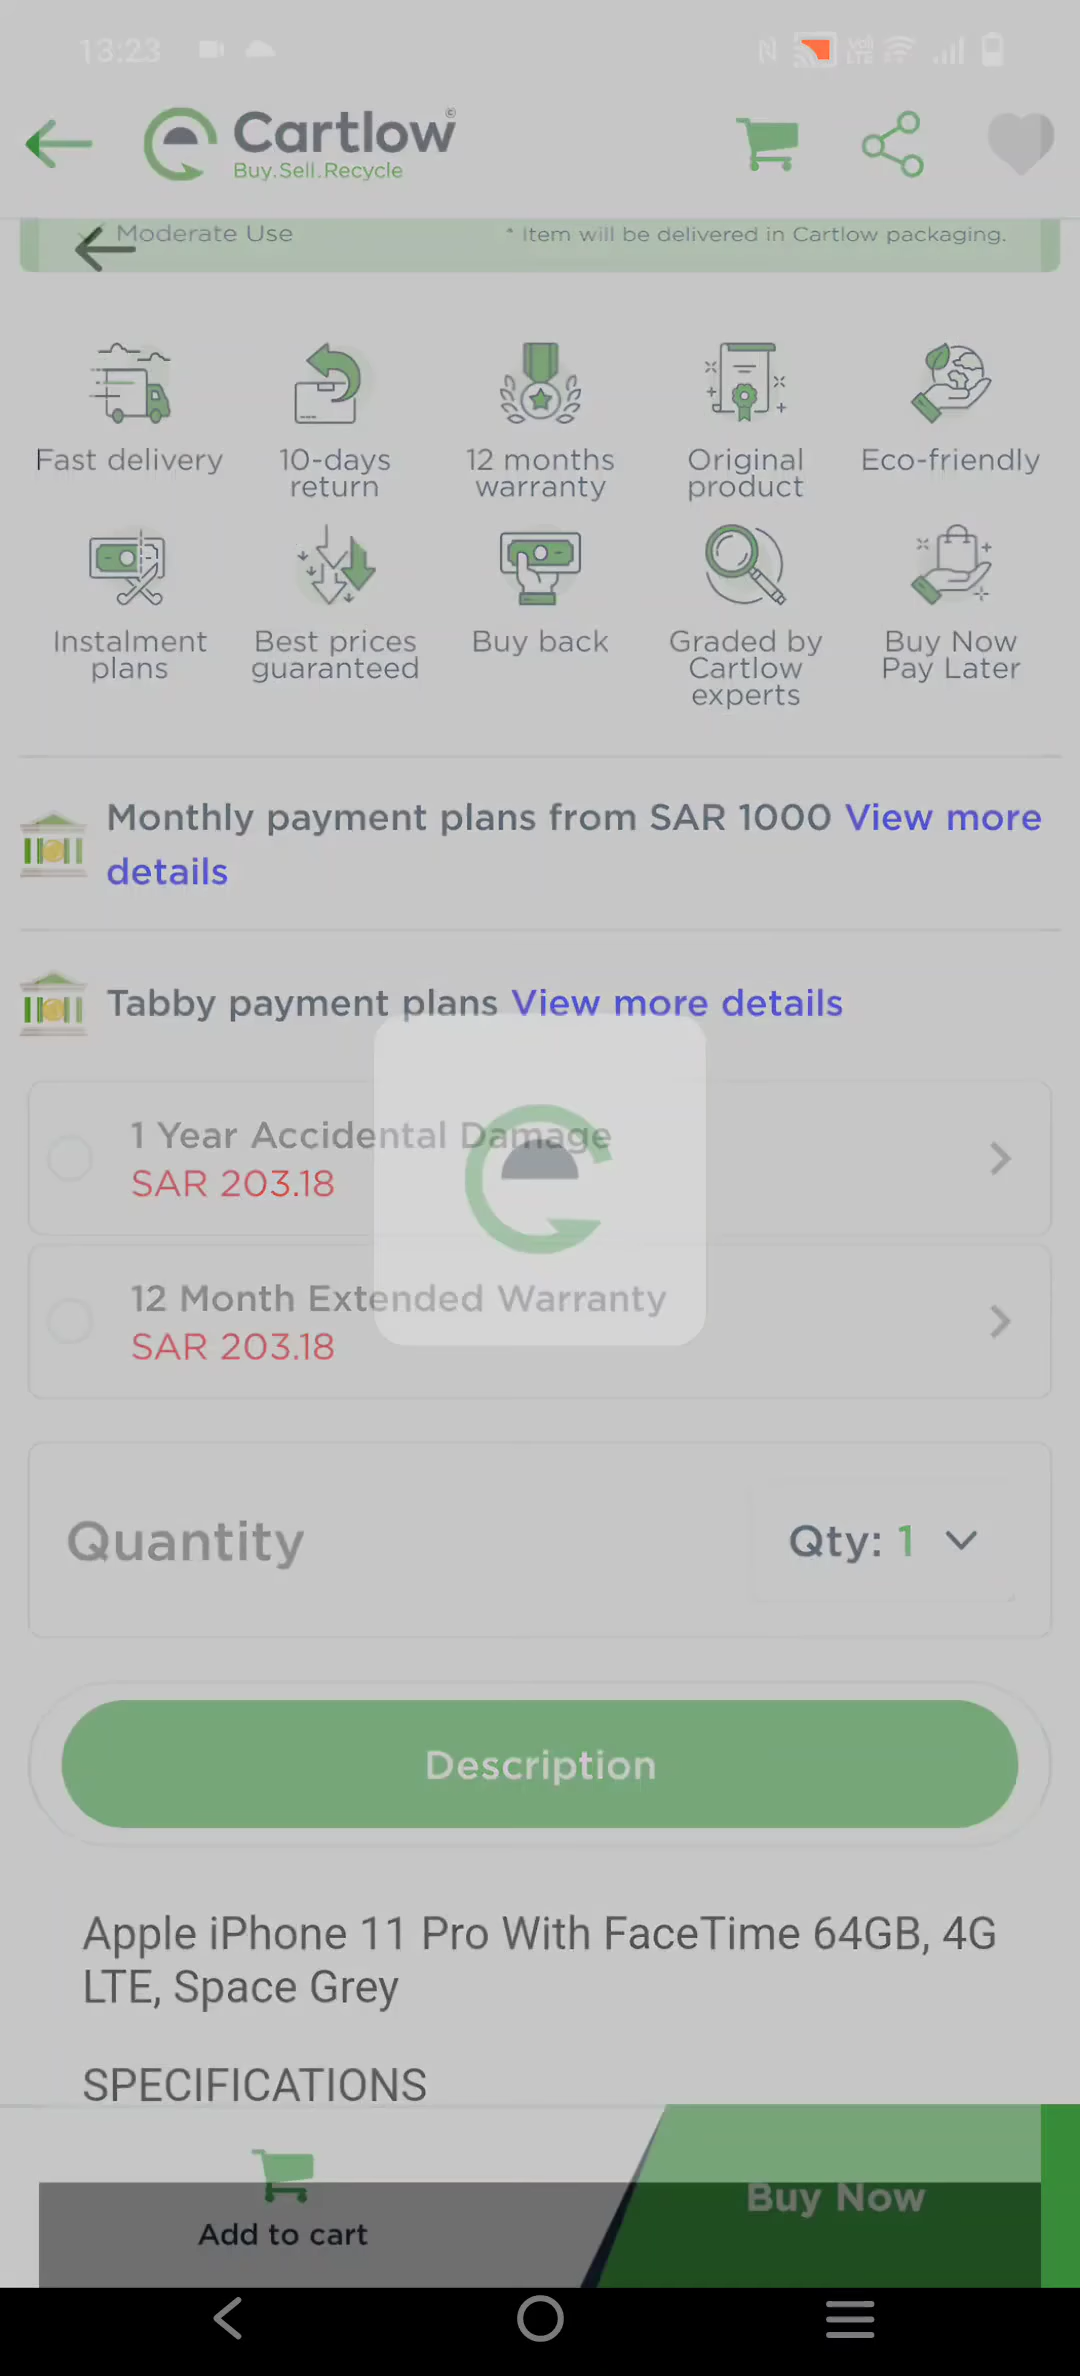 13:23
Vo) LTE
Cartlow©
Buy.Sell.Recycle
Moderate Use
* Item will be delivered in Cartlow packaging.
Fast delivery
10-days
return
12 months
warranty
Original
product
Eco-friendly
Instalment
plans
Best prices
guaranteed
Buy back
Graded by
Cartlow
experts
Buy Now
Pay Later
Monthly payment plans from SAR 1000 View more
details
Tabby payment plans View more details
1 Year Accidental Damage
SAR 203.18
12 Month Extended Warranty
SAR 203.18
Quantity
Qty: 1
Description
Apple iPhone 11 Pro With FaceTime 64GB, 4G
LTE, Space Grey
SPECIFICATIONS
Add to cart
Buy Now